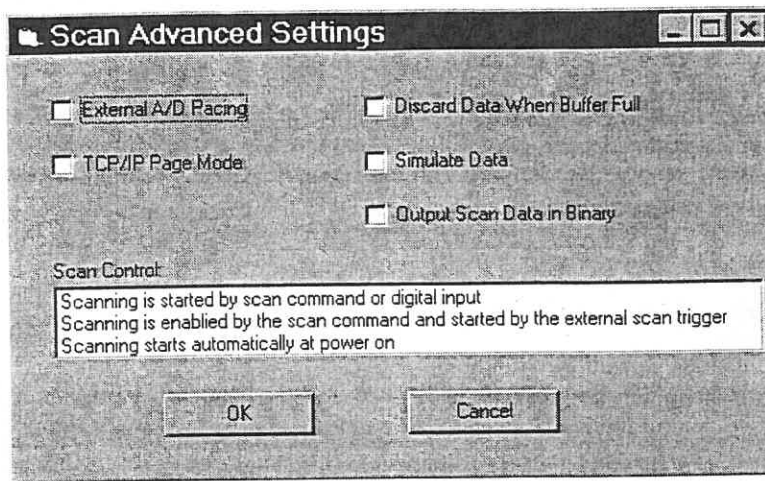 Scan Advanced Settings
External A/D Pacing
Discard Data When Buffer Full
TCP/IP Page Mode
Simulate Data
Output Scan Data in Binary
Scan Control:
Scanning is started by scan command or digital input
Scanning is enablied by the scan command and started by the external scan trigger
Scanning starts automatically at power on
OK
Cancel